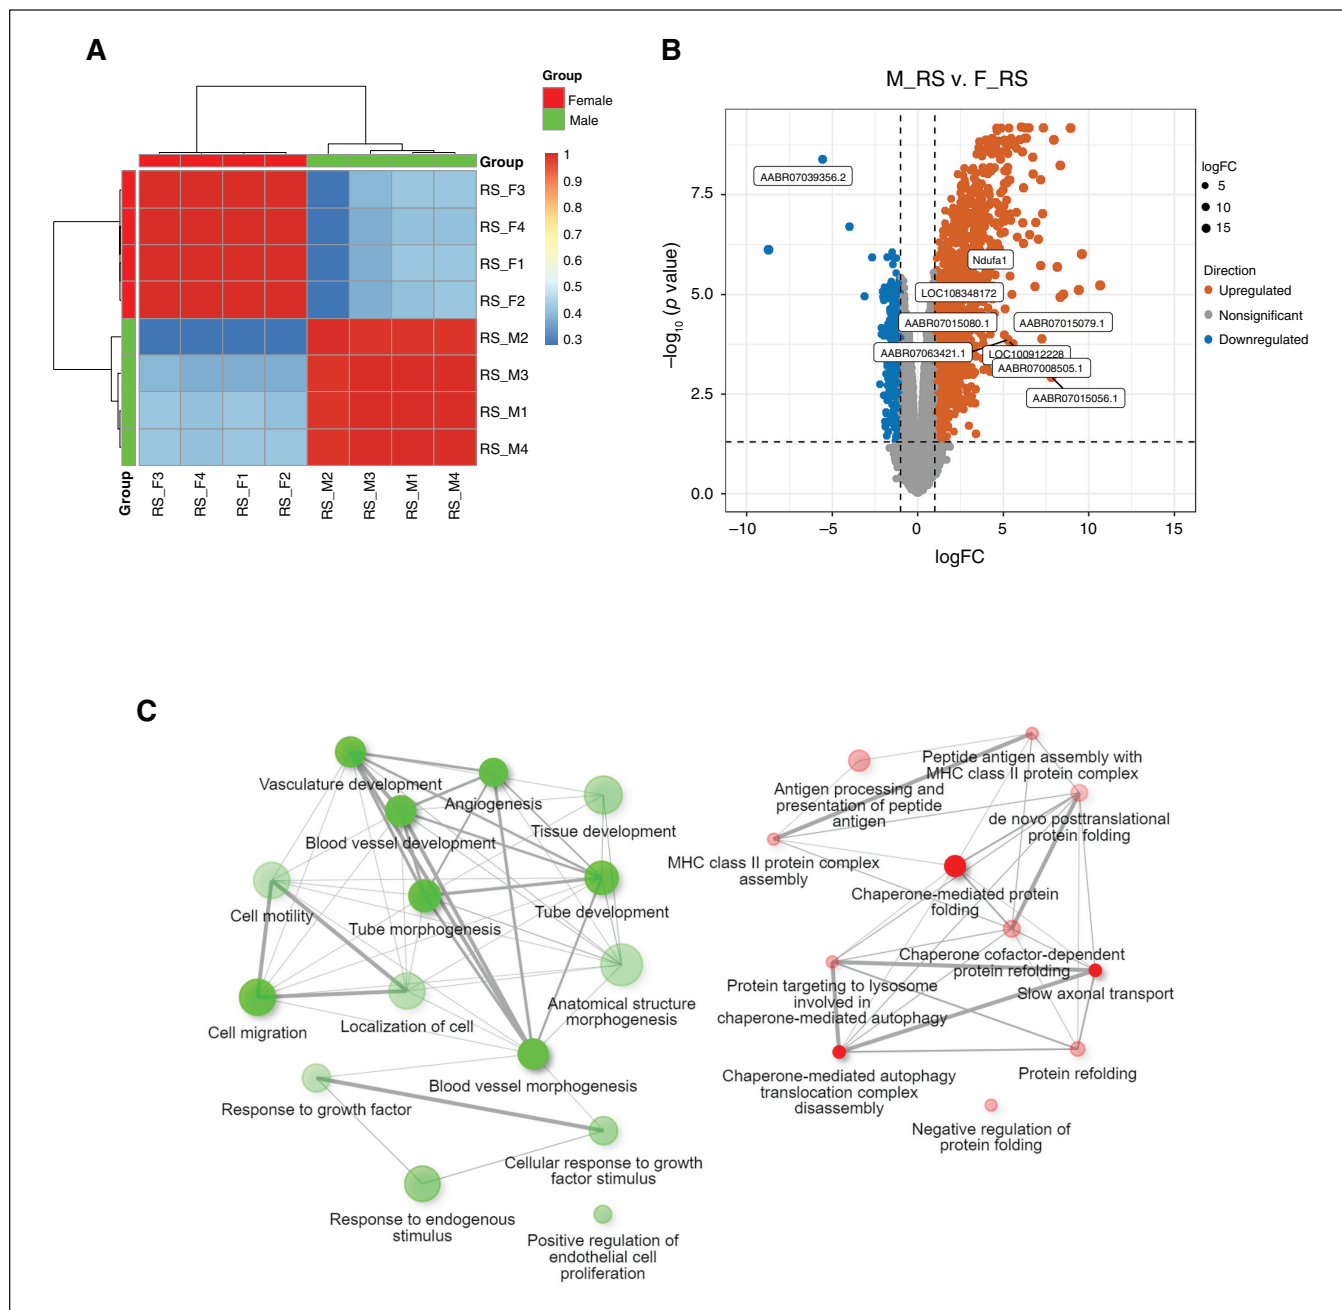 A
Group
Female
Male
Group
1
0.9
0.8
0.7
0.6
0.5
0.4
0.3
RS_F3
RS_F4
RS_F1
RS_F2
RS_M2
RS_M3
RS_M1
RS_M4
Group
RS_F3
RS_F4
RS_F1
RS_F2
RS_M2
RS_M3
RS_M1
RS_M4
B
M_RS v. F_RS
−log10 (p value)
7.5
5.0
2.5
0.0
−10
−5
0
5
10
15
logFC
AABR07039356.2
Ndufa1
LOC108348172
AABR07015080.1
AABR07015079.1
AABR07063421.1
LOC100912228
AABR07008505.1
AABR07015056.1
logFC
5
10
15
Direction
Upregulated
Nonsignificant
Downregulated
C
Vasculature development
Angiogenesis
Tissue development
Blood vessel development
Cell motility
Tube morphogenesis
Tube development
Cell migration
Localization of cell
Anatomical structure
morphogenesis
Blood vessel morphogenesis
Response to growth factor
Cellular response to growth
factor stimulus
Response to endogenous
stimulus
Positive regulation of
endothelial cell
proliferation
Peptide antigen assembly with
MHC class II protein complex
Antigen processing and
presentation of peptide
antigen
de novo posttranslational
protein folding
MHC class II protein complex
assembly
Chaperone-mediated protein
folding
Chaperone cofactor-dependent
protein refolding
Protein targeting to lysosome
involved in
chaperone-mediated autophagy
Slow axonal transport
Chaperone-mediated autophagy
translocation complex
disassembly
Protein refolding
Negative regulation of
protein folding